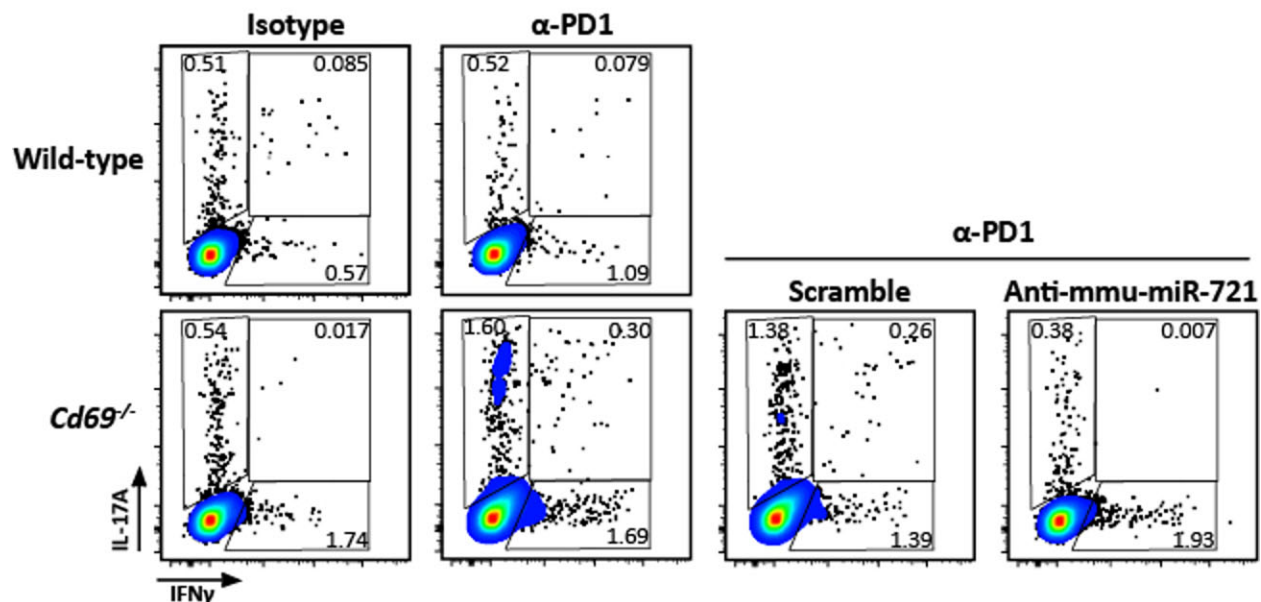 Isotype
α-PD1
Wild-type
0.51
0.085
0.57
0.52
0.079
1.09
α-PD1
Scramble
Anti-mmu-miR-721
Cd69-/-
0.54
0.017
1.74
1.60
0.30
1.69
1.38
0.26
1.39
0.38
0.007
1.93
IL-17A
IFNγ